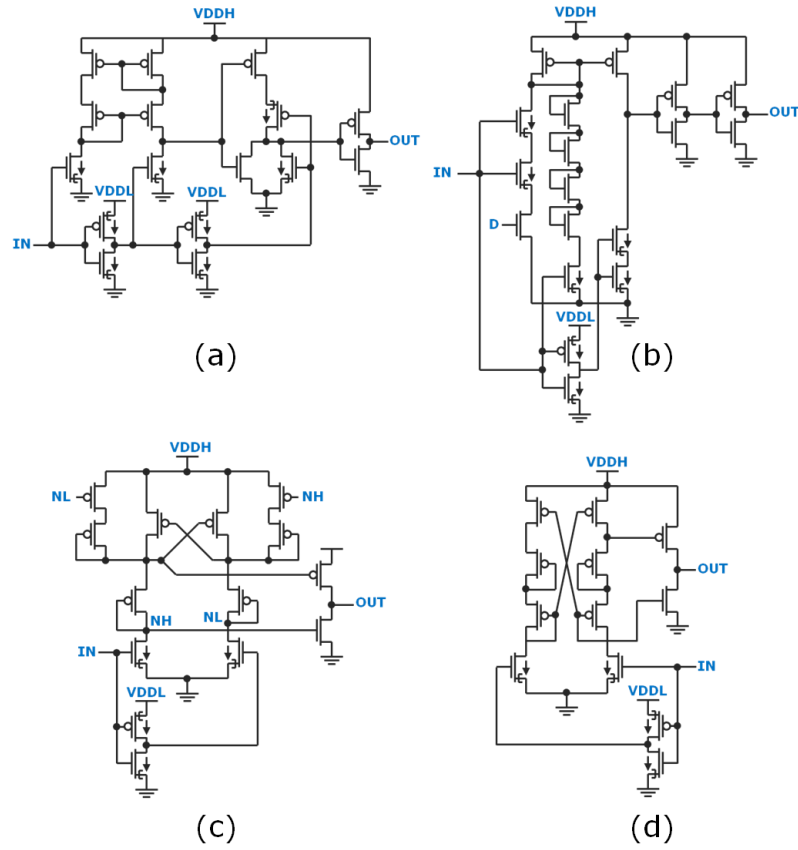 VDDH
VDDL
VDDL
IN
OUT
(a)
VDDH
IN
D
OUT
VDDL
(b)
VDDH
NL
NH
NH
NL
OUT
IN
VDDL
(c)
VDDH
OUT
IN
VDDL
(d)